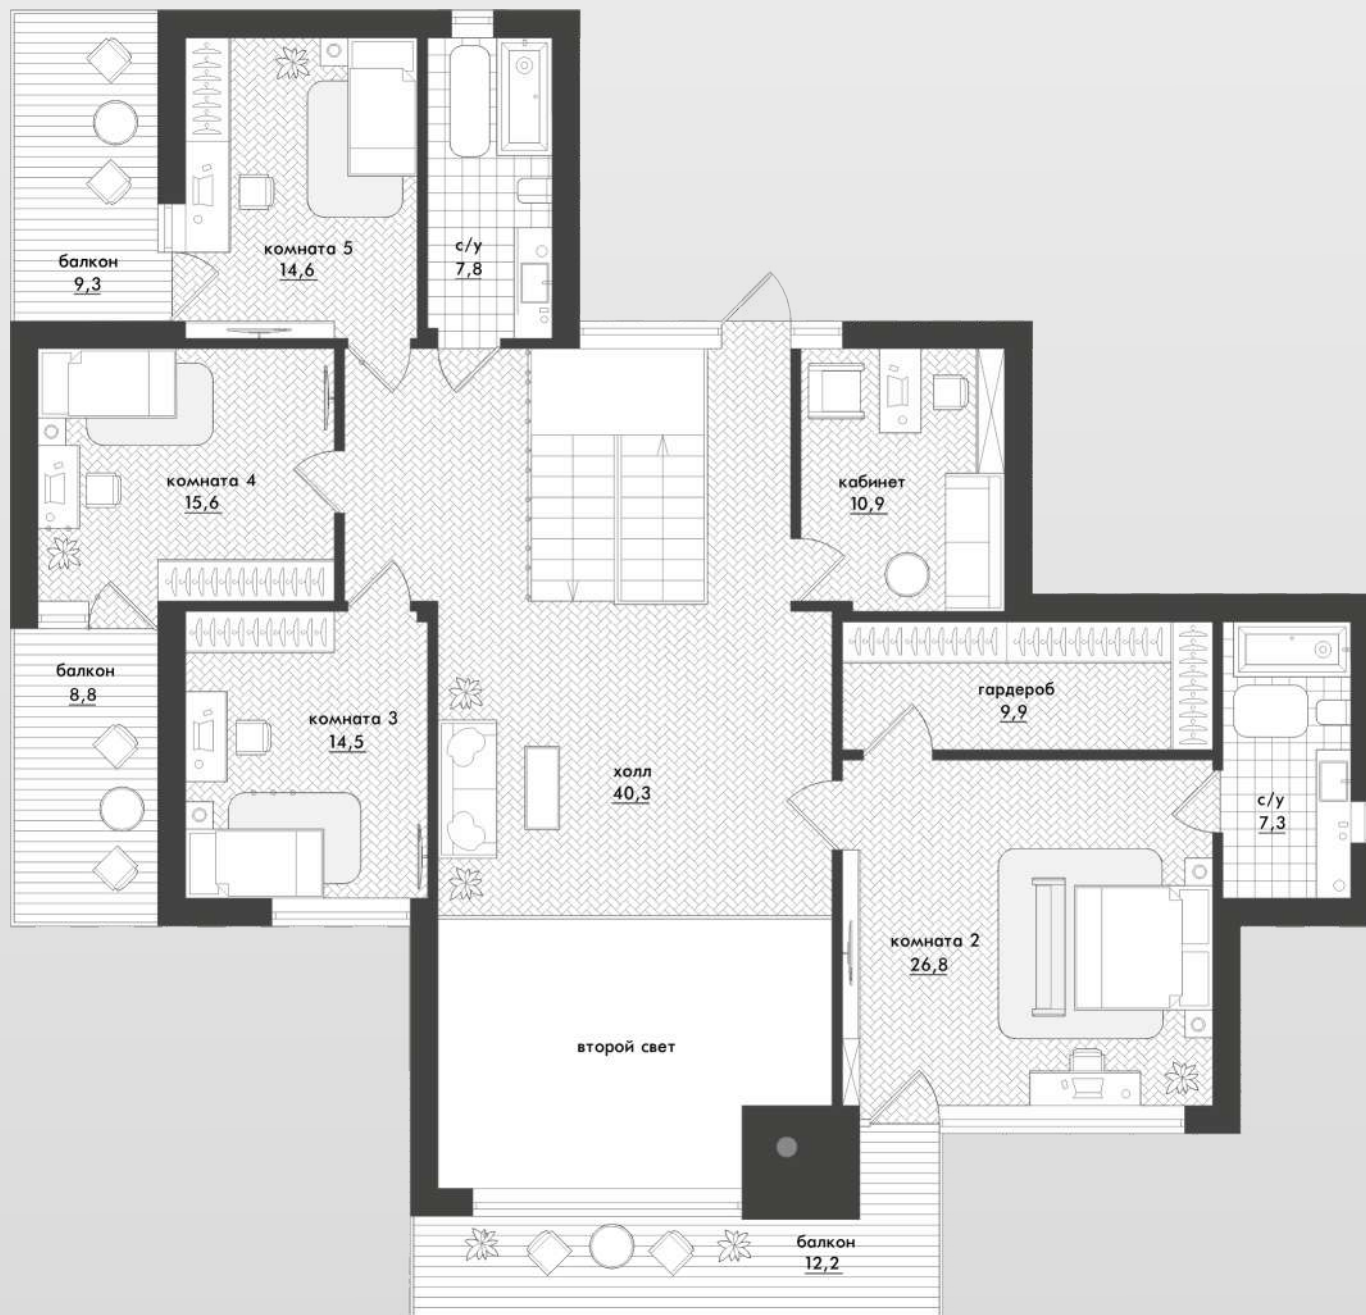 комната 5
14,6
с/у
7,8
балкон
9,3
комната 4
15,6
кабинет
10,9
балкон
8,8
комната 3
14,5
гардероб
9,9
холл
40,3
с/у
7,3
комната 2
26,8
второй свет
балкон
12,2